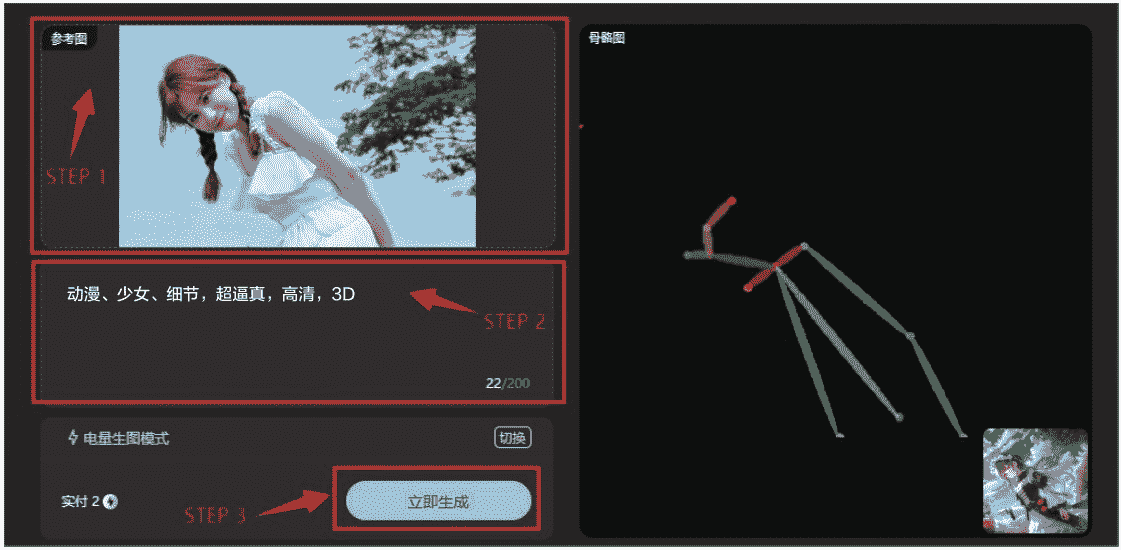 参考图
骨骼图
STEP 1
动漫、少女、细节，超逼真，高清，3D
STEP 2
22/200
电量生图模式
切换
实付 2
立即生成
STEP 3